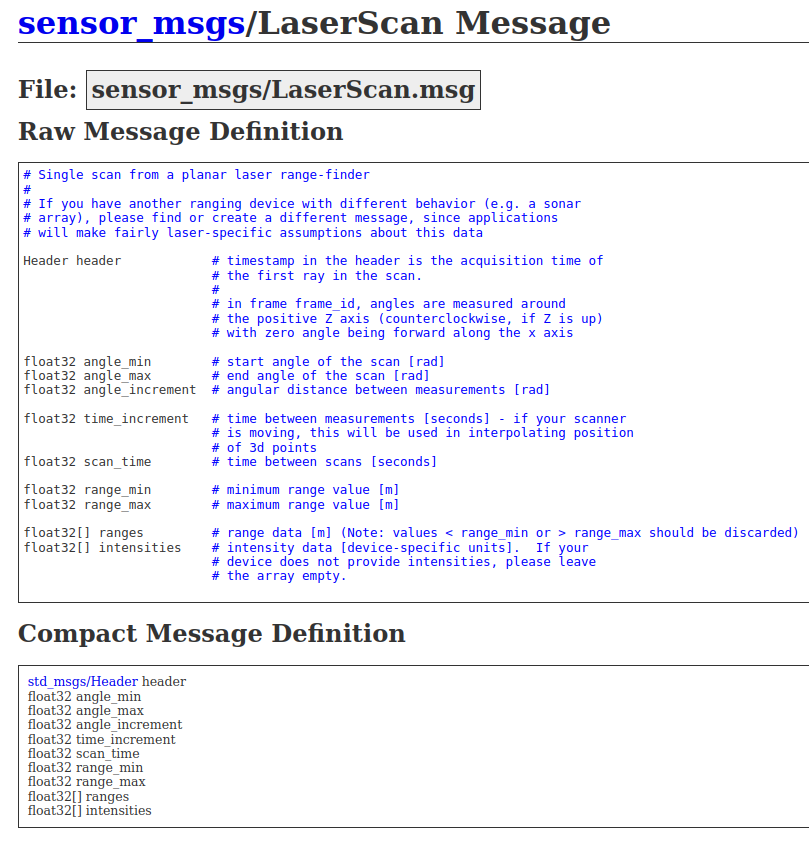 sensor_msgs/LaserScan Message
File: sensor_msgs/LaserScan.msg
Raw Message Definition
# Single scan from a planar laser range-finder
#
# If you have another ranging device with different behavior (e.g. a sonar
# array), please find or create a different message, since applications
# will make fairly laser-specific assumptions about this data
Header header            # timestamp in the header is the acquisition time of
                         # the first ray in the scan.
                         #
                         # in frame frame_id, angles are measured around
                         # the positive Z axis (counterclockwise, if Z is up)
                         # with zero angle being forward along the x axis
float32 angle_min        # start angle of the scan [rad]
float32 angle_max        # end angle of the scan [rad]
float32 angle_increment  # angular distance between measurements [rad]
float32 time_increment   # time between measurements [seconds] - if your scanner
                         # is moving, this will be used in interpolating position
                         # of 3d points
float32 scan_time        # time between scans [seconds]
float32 range_min        # minimum range value [m]
float32 range_max        # maximum range value [m]
float32[] ranges         # range data [m] (Note: values < range_min or > range_max should be discarded)
float32[] intensities    # intensity data [device-specific units].  If your
                         # device does not provide intensities, please leave
                         # the array empty.
Compact Message Definition
std_msgs/Header header
float32 angle_min
float32 angle_max
float32 angle_increment
float32 time_increment
float32 scan_time
float32 range_min
float32 range_max
float32[] ranges
float32[] intensities